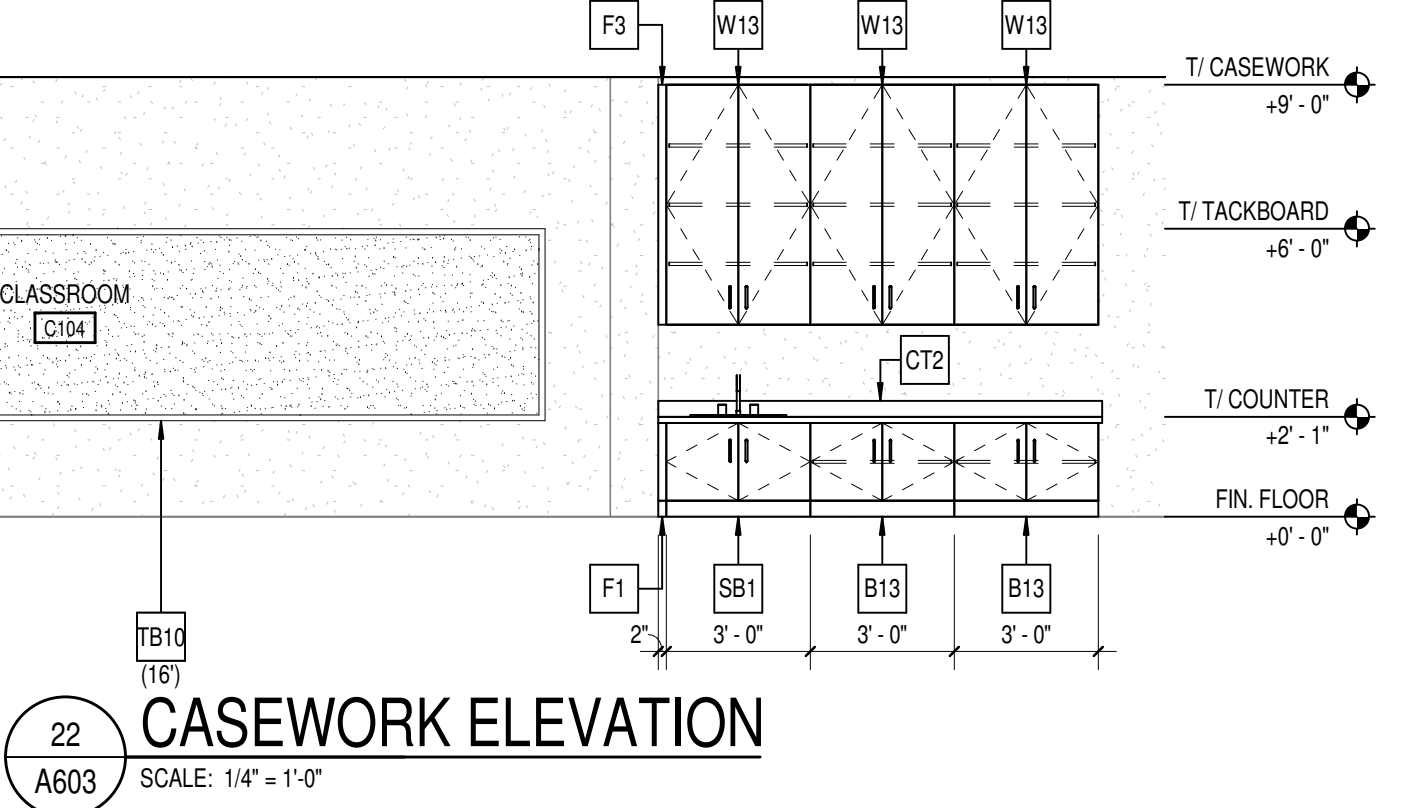 F3
W13
W13
W13
T/ CASEWORK
+9' - 0"
T/ TACKBOARD
+6' - 0"
CLASSROOM
C104
CT2
T/ COUNTER
+2' - 1"
FIN. FLOOR
+0' - 0"
F1
SB1
B13
B13
2"
3' - 0"
3' - 0"
3' - 0"
TB10
(16')
22
A603
CASEWORK ELEVATION
SCALE: 1/4" = 1'-0"